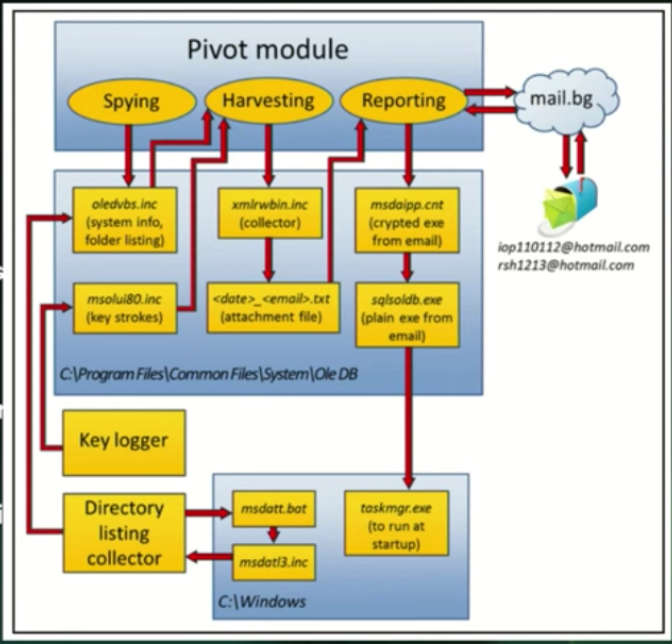 Pivot module
Spying
Harvesting
Reporting
mail.bg
oledvbs.inc
(system info,
folder listing)
xmlrwbin.inc
(collector)
msdaipp.cnt
(crypted exe
from email)
iop110112@hotmail.com
rsh1213@hotmail.com
msolui80.inc
(key strokes)
<date>_<email>.txt
(attachment file)
sqlsoldb.exe
(plain exe from
email)
C:\Program Files\Common Files\System\Ole DB
Key logger
Directory
listing
collector
msdatt.bat
msdatl3.inc
taskmgr.exe
(to run at
startup)
C:\Windows